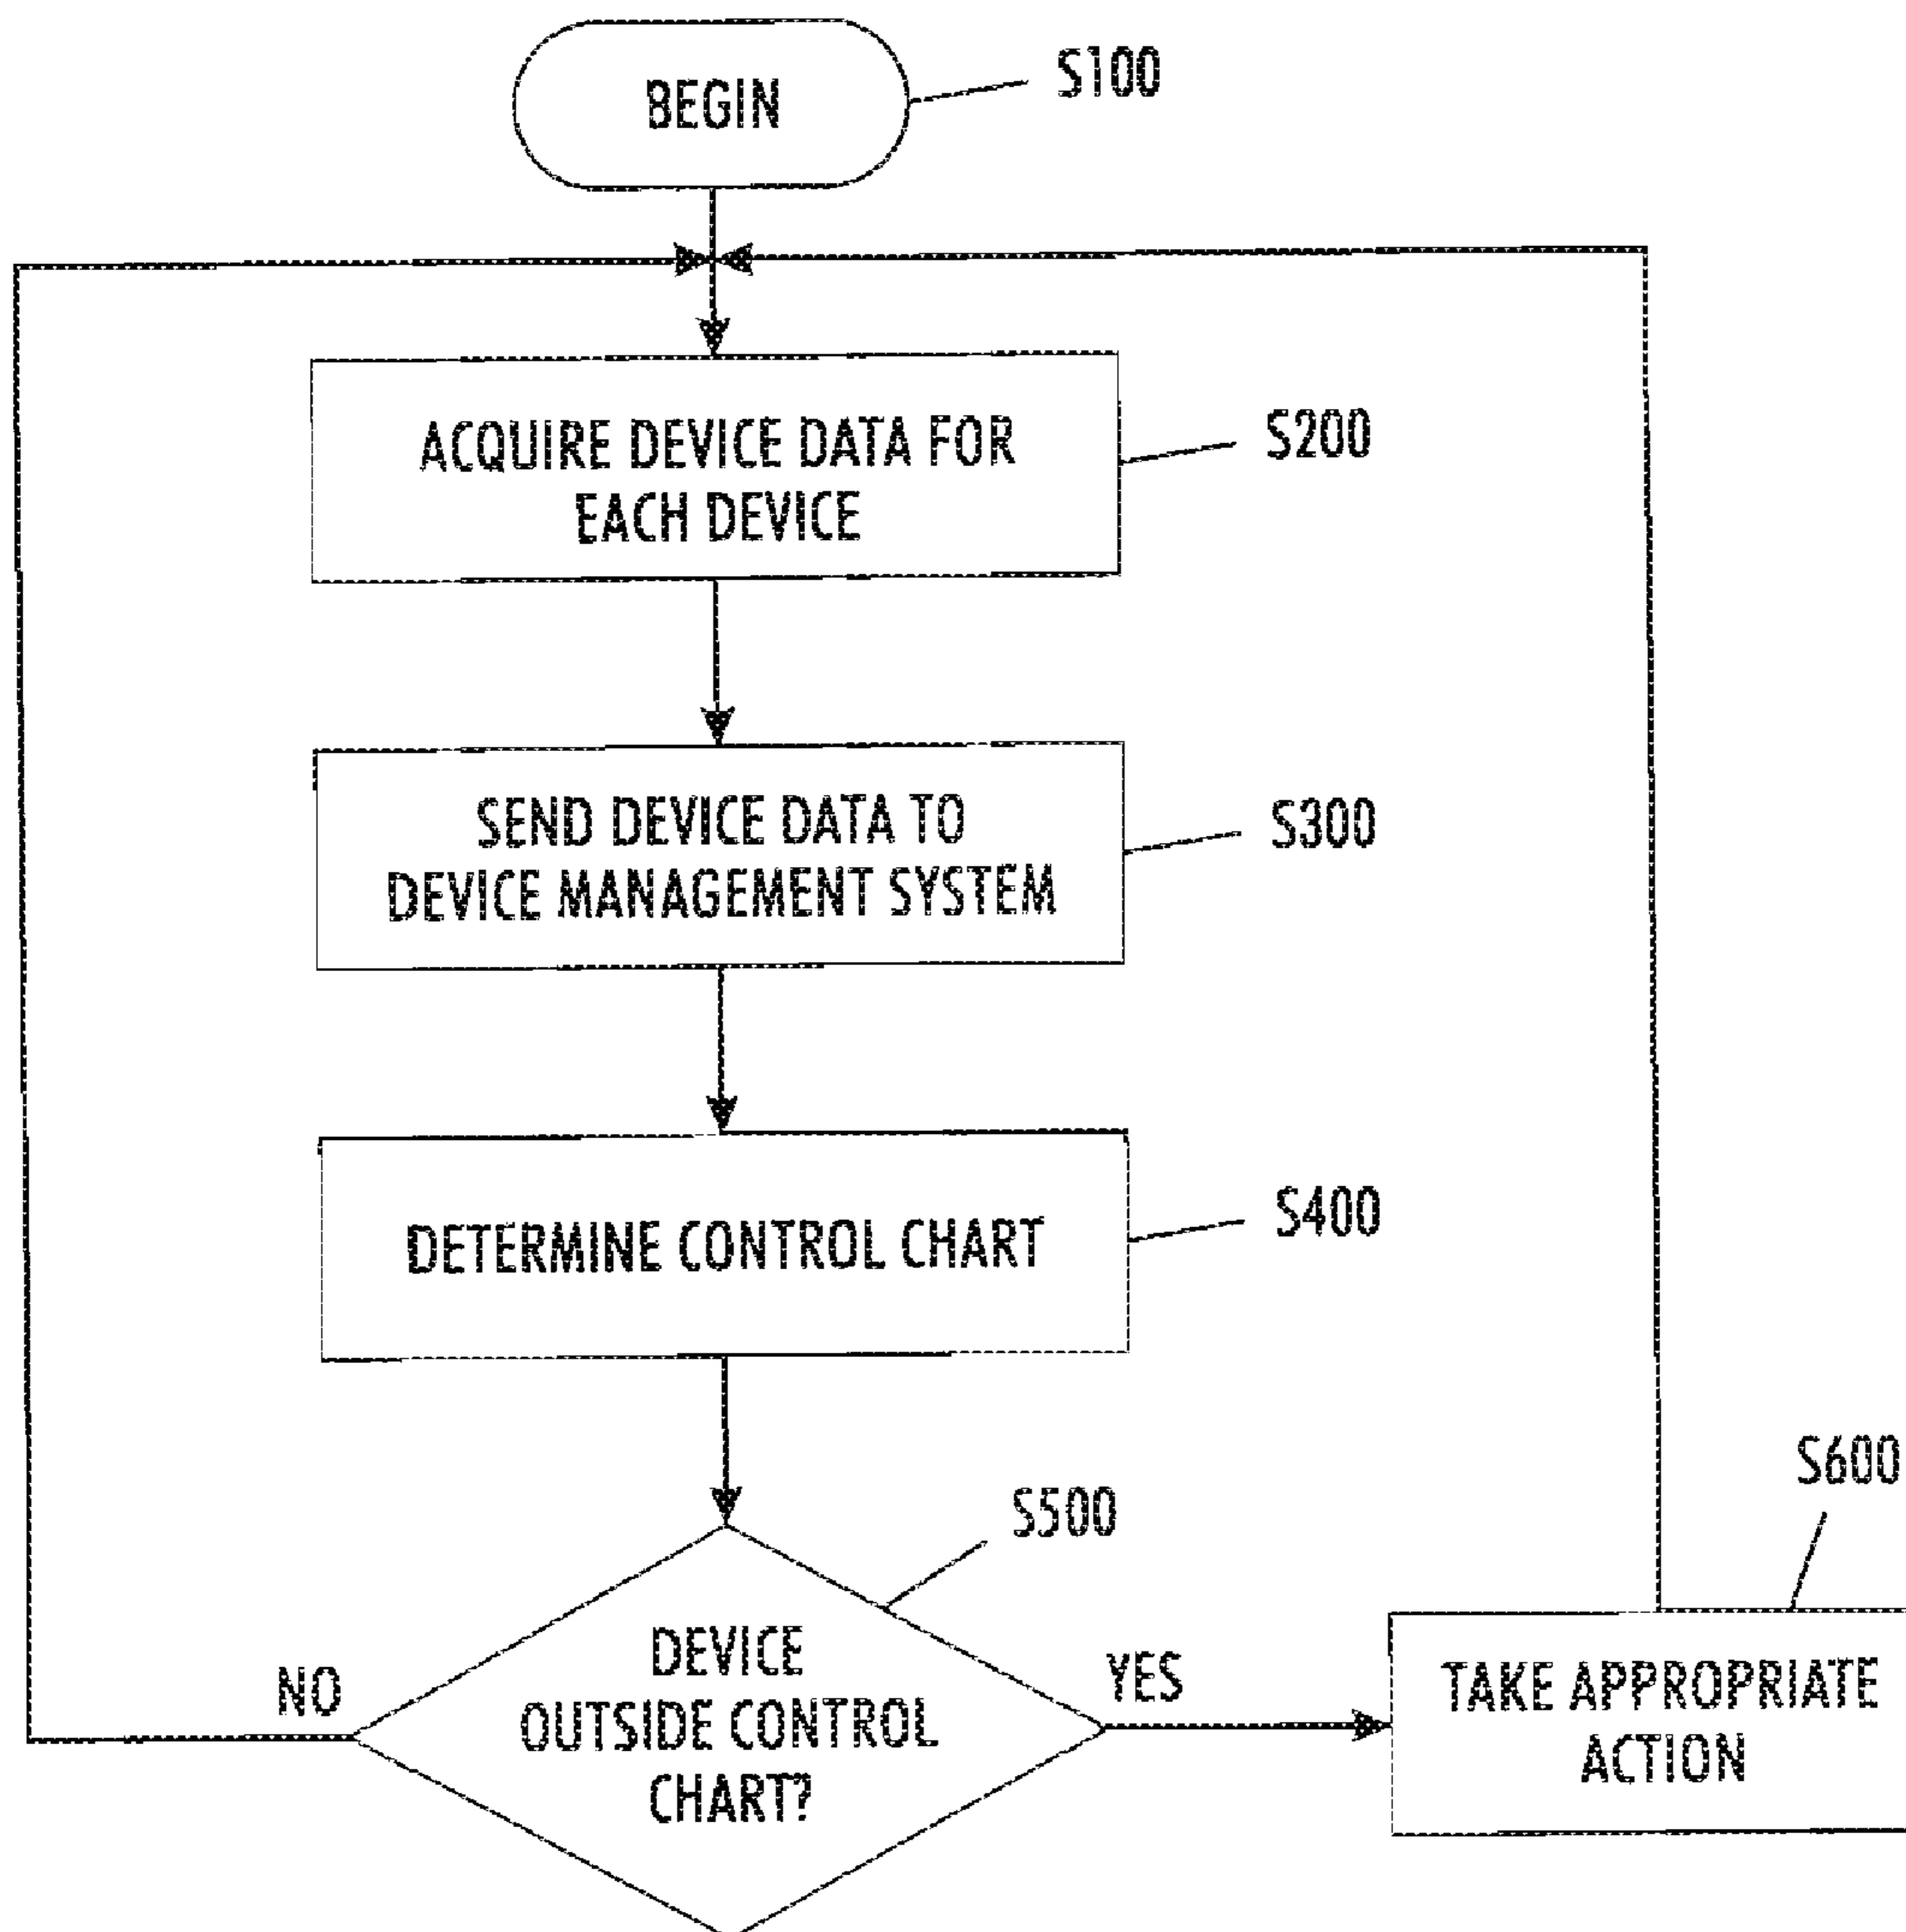 BEGIN
S100
ACQUIRE DEVICE DATA FOR
EACH DEVICE
S200
SEND DEVICE DATA TO
DEVICE MANAGEMENT SYSTEM
S300
DETERMINE CONTROL CHART
S400
S500
DEVICE
OUTSIDE CONTROL
CHART?
NO
YES
S600
TAKE APPROPRIATE
ACTION